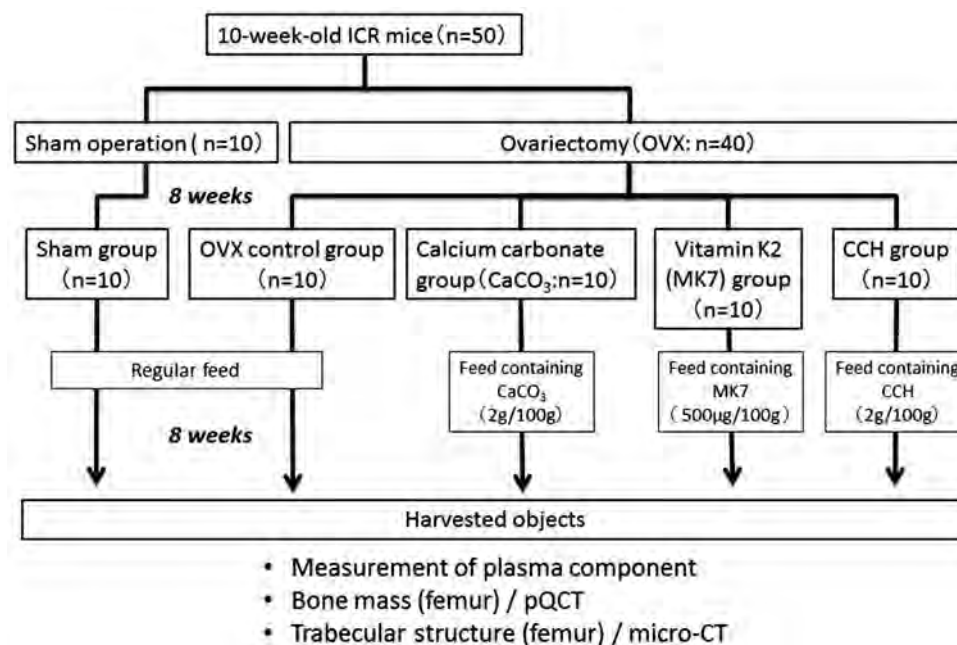 10-week-old ICR mice（n=50）
Sham operation（ n=10）
Ovariectomy（OVX: n=40）
8 weeks
Sham group
（n=10）
OVX control group
（n=10）
Calcium carbonate
group（CaCO₃:n=10）
Vitamin K2
(MK7) group
（n=10）
CCH group
（n=10）
Regular feed
Feed containing
CaCO₃
（2g/100g）
Feed containing
MK7
（500μg/100g）
Feed containing
CCH
（2g/100g）
8 weeks
Harvested objects
• Measurement of plasma component
• Bone mass (femur) / pQCT
• Trabecular structure (femur) / micro-CT